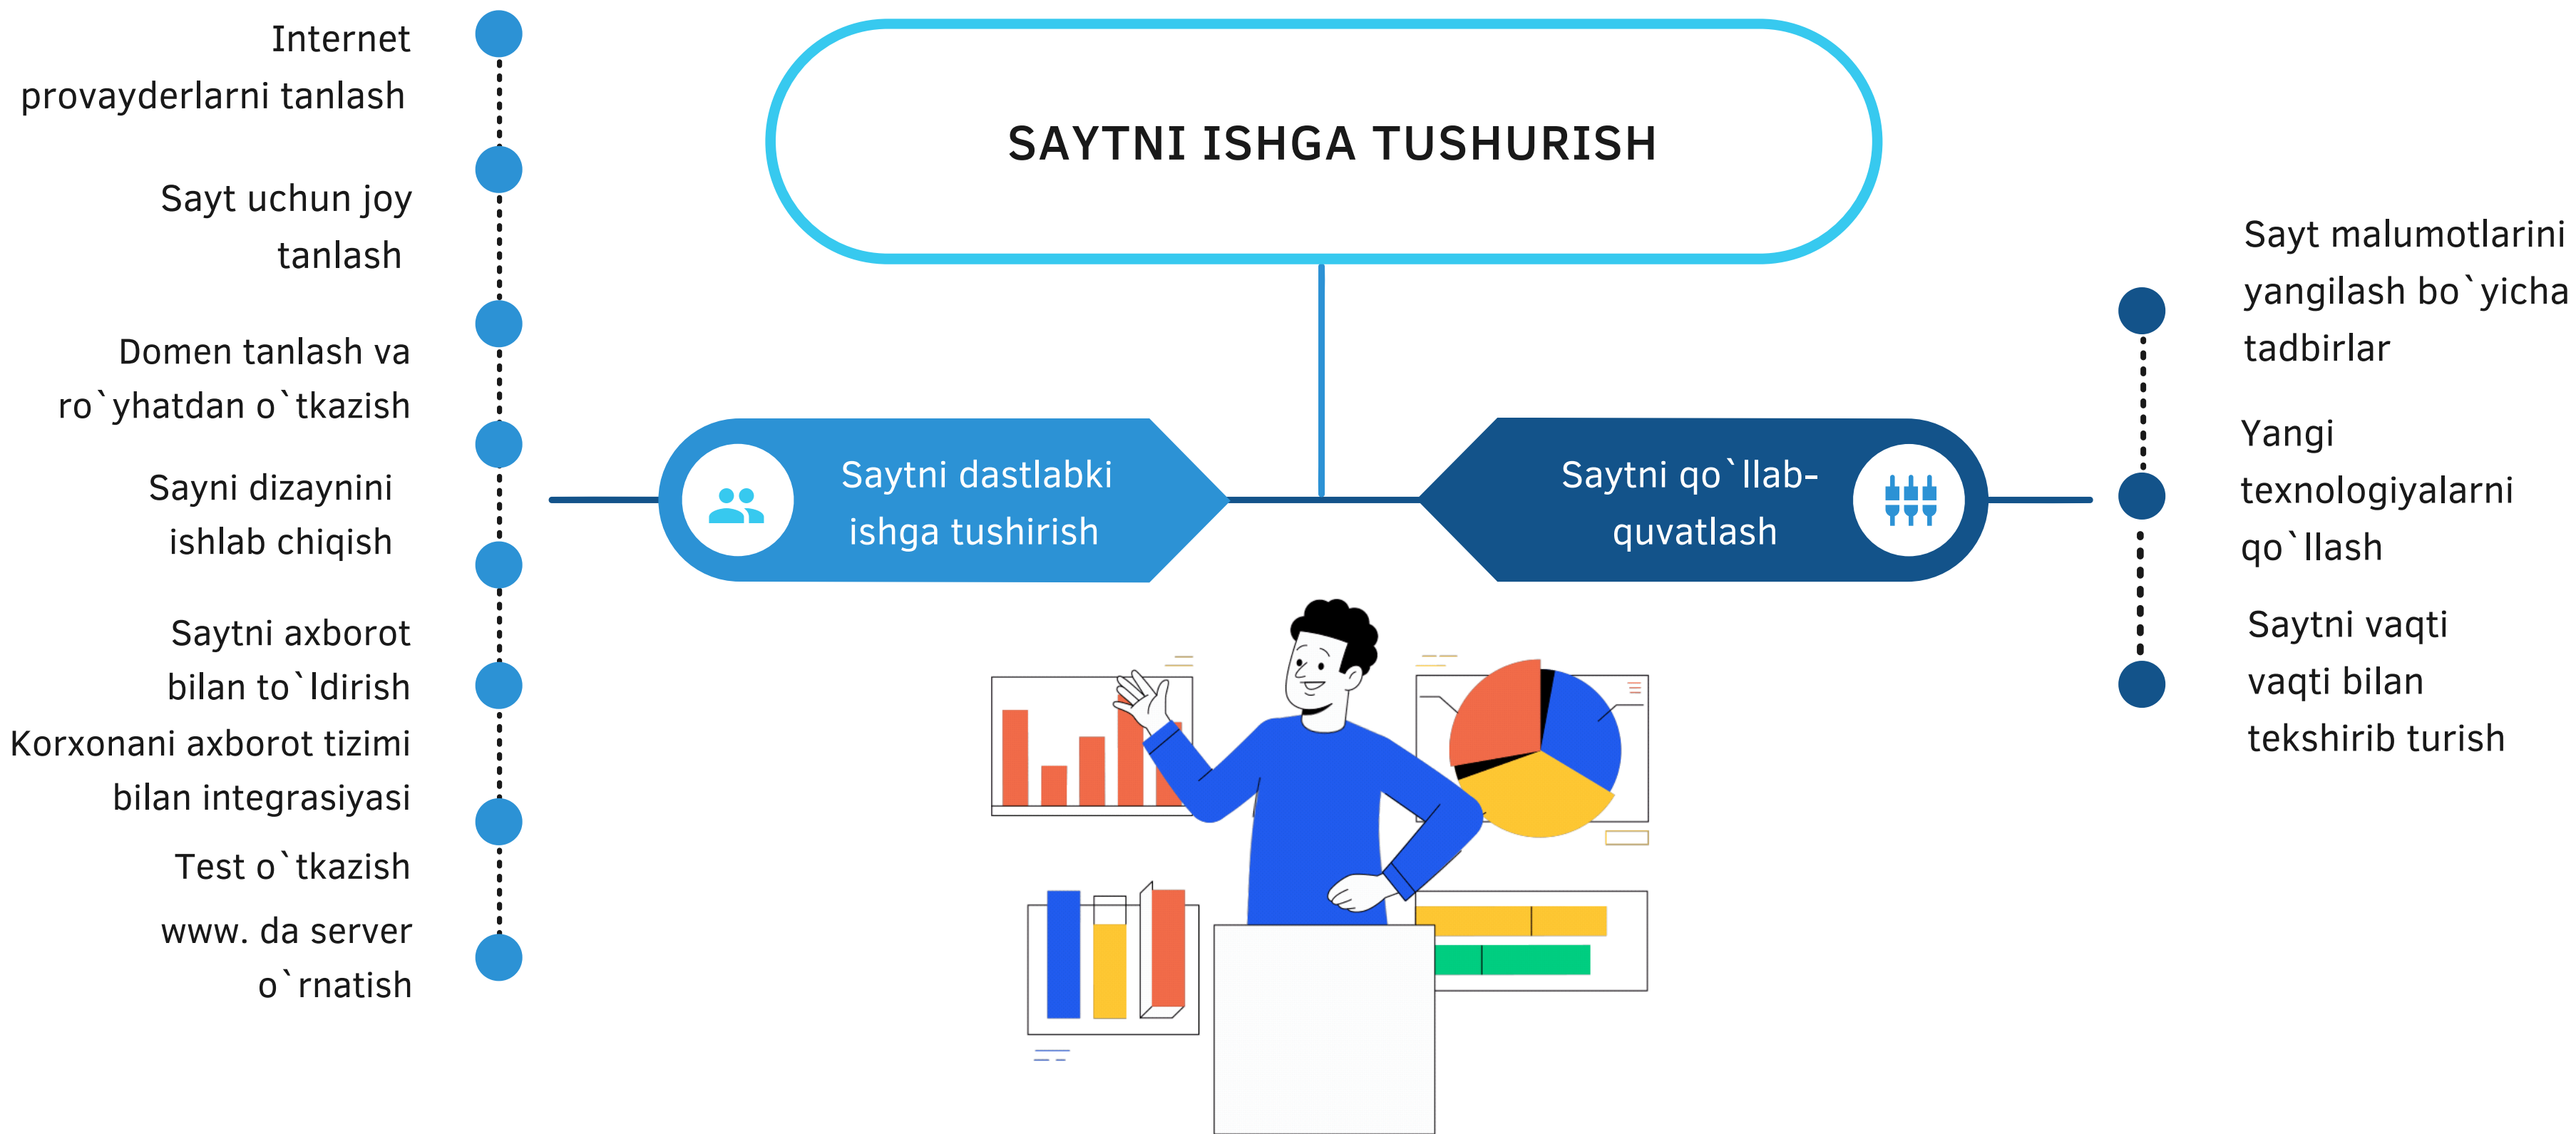 SAYTNI ISHGA TUSHURISH
Internet
provayderlarni tanlash
Sayt uchun joy
tanlash
Domen tanlash va
ro`yhatdan o`tkazish
Sayni dizaynini
ishlab chiqish
Saytni axborot
bilan to`ldirish
Korxonani axborot tizimi
bilan integrasiyasi
Test o`tkazish
www. da server
o`rnatish
Saytni dastlabki
ishga tushirish
Saytni qo`llab-
quvatlash
Sayt malumotlarini
yangilash bo`yicha
tadbirlar
Yangi
texnologiyalarni
qo`llash
Saytni vaqti
vaqti bilan
tekshirib turish